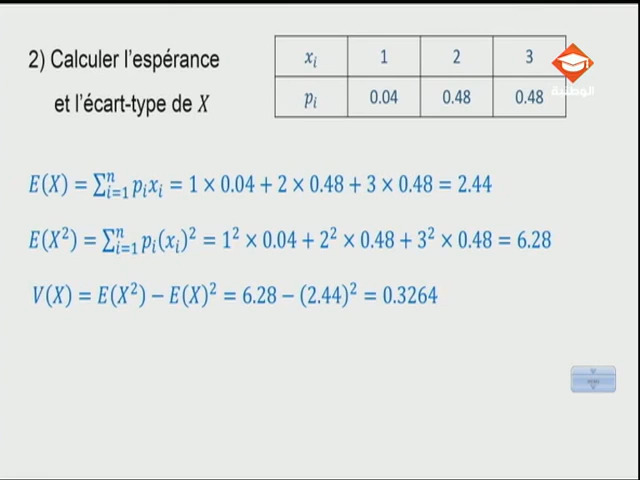 2) Calculer l'espérance
et l'écart-type de X
xᵢ 1 2 3
pᵢ 0.04 0.48 0.48
الوطنية
E(X) = ∑ⁿᵢ₌₁ pᵢxᵢ = 1 × 0.04 + 2 × 0.48 + 3 × 0.48 = 2.44
E(X²) = ∑ⁿᵢ₌₁ pᵢ(xᵢ)² = 1² × 0.04 + 2² × 0.48 + 3² × 0.48 = 6.28
V(X) = E(X²) − E(X)² = 6.28 − (2.44)² = 0.3264